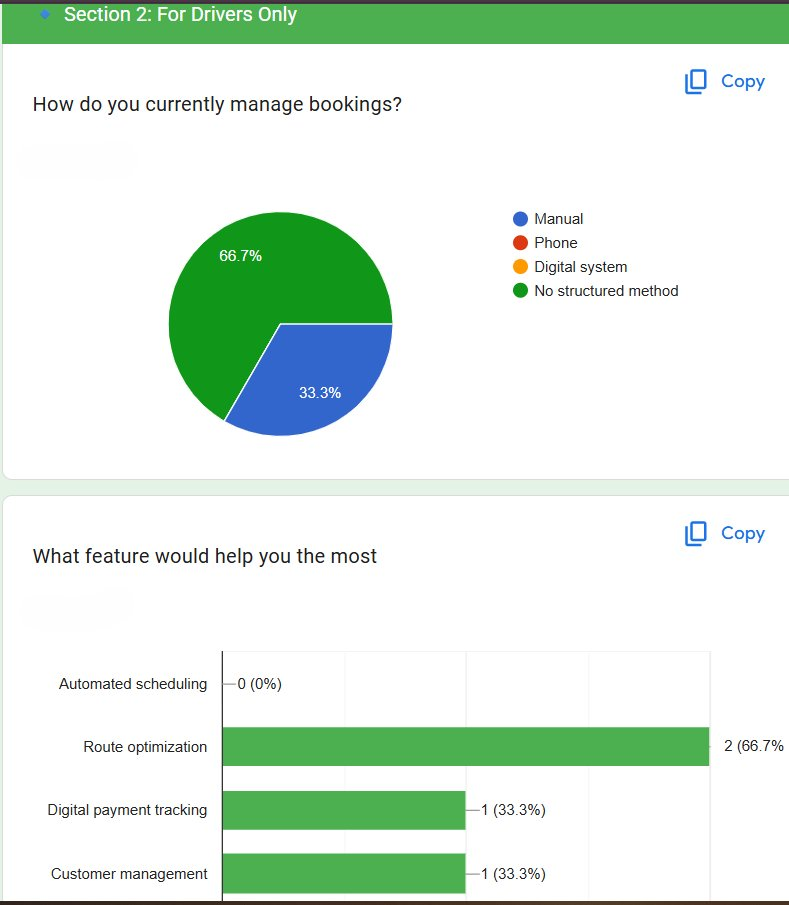 Section 2: For Drivers Only
Copy
How do you currently manage bookings?
66.7%
33.3%
Manual
Phone
Digital system
No structured method
Copy
What feature would help you the most
Automated scheduling
0 (0%)
Route optimization
2 (66.7%
Digital payment tracking
1 (33.3%)
Customer management
1 (33.3%)